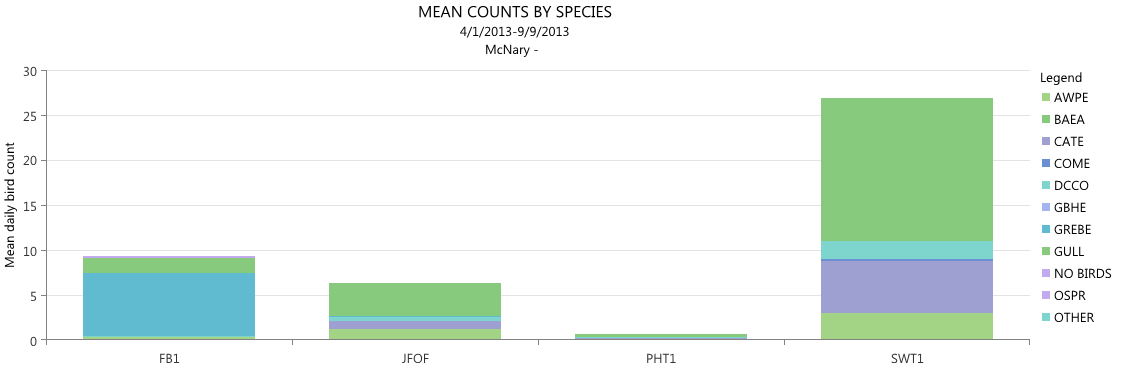 MEAN COUNTS BY SPECIES
4/1/2013-9/9/2013
McNary -
Mean daily bird count
30
25
20
15
10
5
0
FB1
JFOF
PHT1
SWT1
Legend
AWPE
BAEA
CATE
COME
DCCO
GBHE
GREBE
GULL
NO BIRDS
OSPR
OTHER